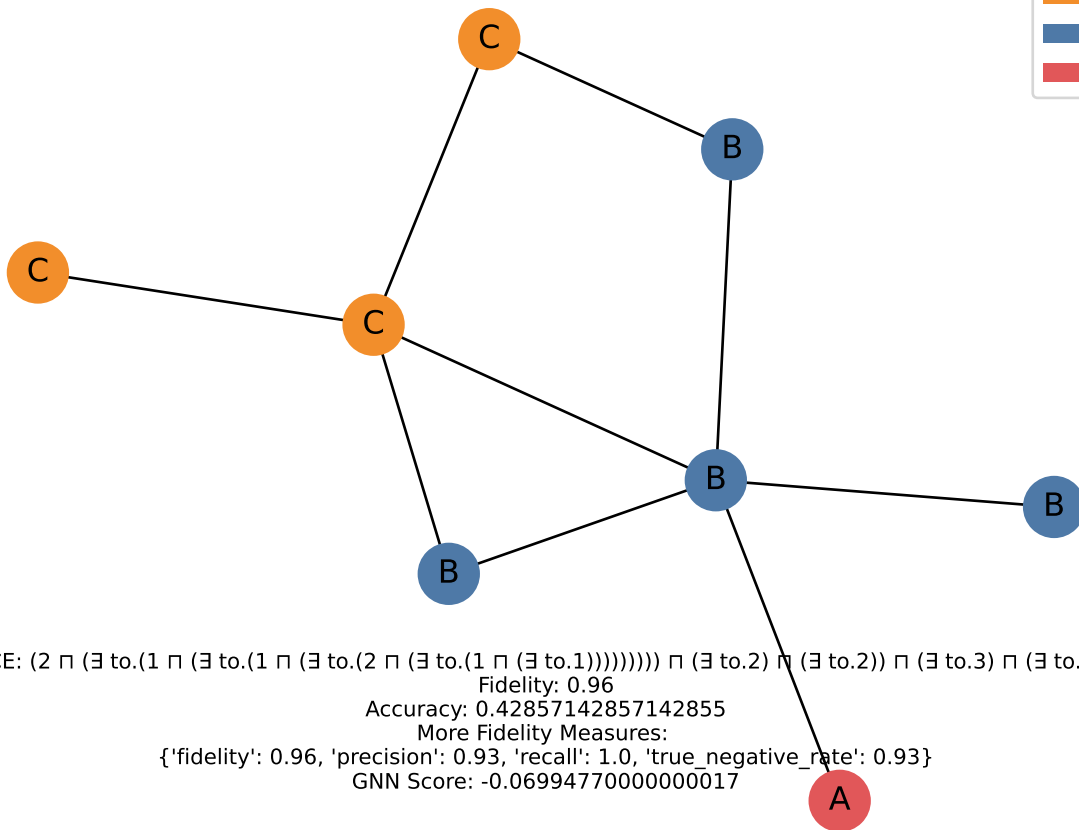 C
B
C
C
B
B
B
E: (2 ⊓ (∃ to.(1 ⊓ (∃ to.(1 ⊓ (∃ to.(2 ⊓ (∃ to.(1 ⊓ (∃ to.1))))))))) ⊓ (∃ to.2) ⊓ (∃ to.2)) ⊓ (∃ to.3) ⊓ (∃ to.
Fidelity: 0.96
Accuracy: 0.42857142857142855
More Fidelity Measures:
{'fidelity': 0.96, 'precision': 0.93, 'recall': 1.0, 'true_negative_rate': 0.93}
GNN Score: -0.06994770000000017
A